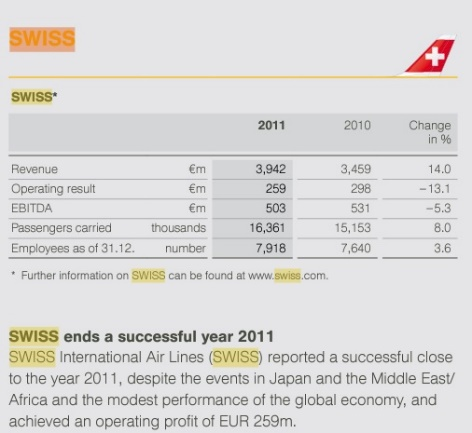 SWISS
SWISS*
2011 2010 Change
in %
Revenue €m 3,942 3,459 14.0
Operating result €m 259 298 –13.1
EBITDA €m 503 531 –5.3
Passengers carried thousands 16,361 15,153 8.0
Employees as of 31.12. number 7,918 7,640 3.6
* Further information on SWISS can be found at www.swiss.com.
SWISS ends a successful year 2011
SWISS International Air Lines (SWISS) reported a successful close
to the year 2011, despite the events in Japan and the Middle East/
Africa and the modest performance of the global economy, and
achieved an operating profit of EUR 259m.